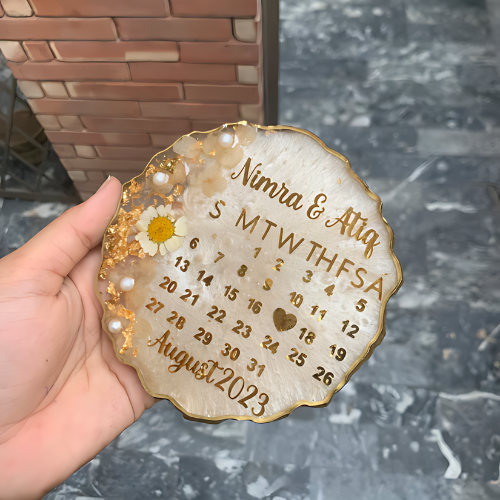 Nimra & Atiq
S M T W TH F SA
1 2 3 4 5
6 7 8 9 10 11 12
13 14 15 16 18 19
20 21 22 23 24 25 26
27 28 29 30 31
August 2023